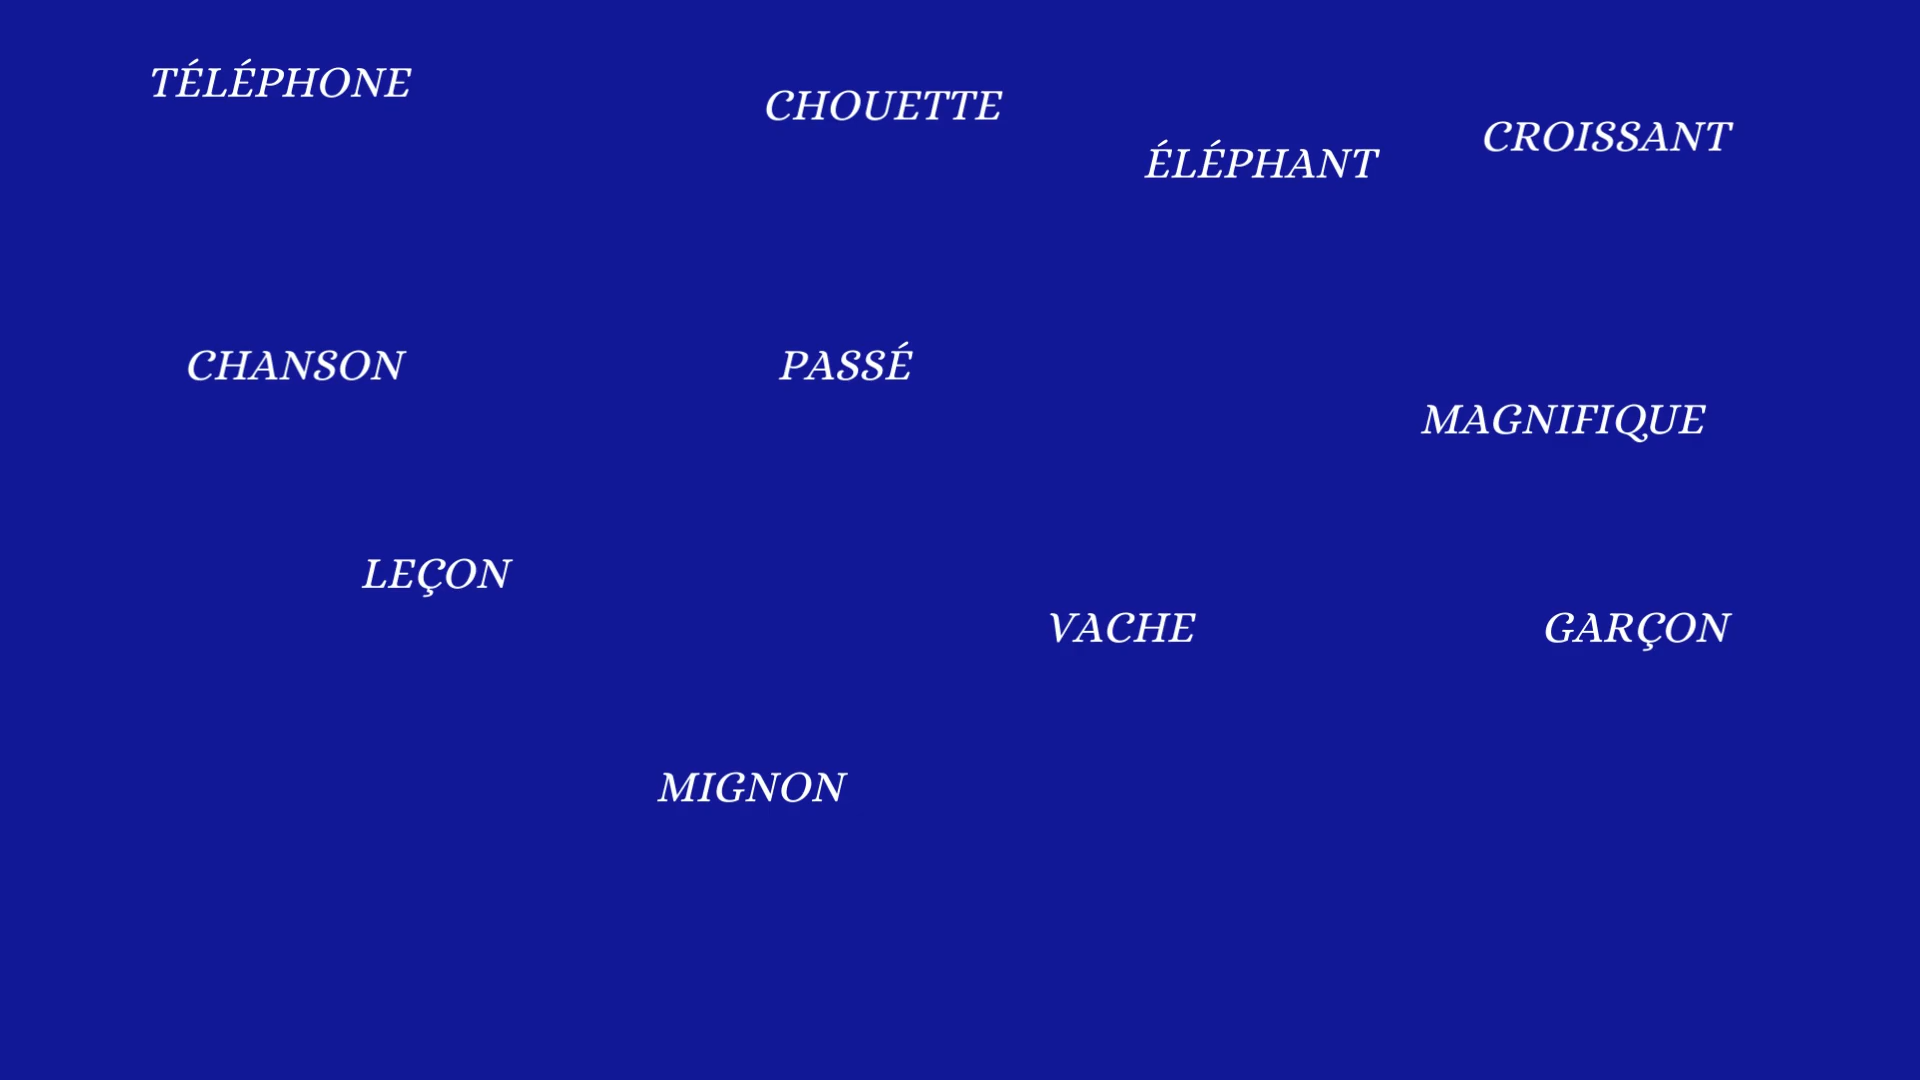 TÉLÉPHONE
CHOUETTE
ÉLÉPHANT
CROISSANT
CHANSON
PASSÉ
MAGNIFIQUE
LEÇON
VACHE
GARÇON
MIGNON